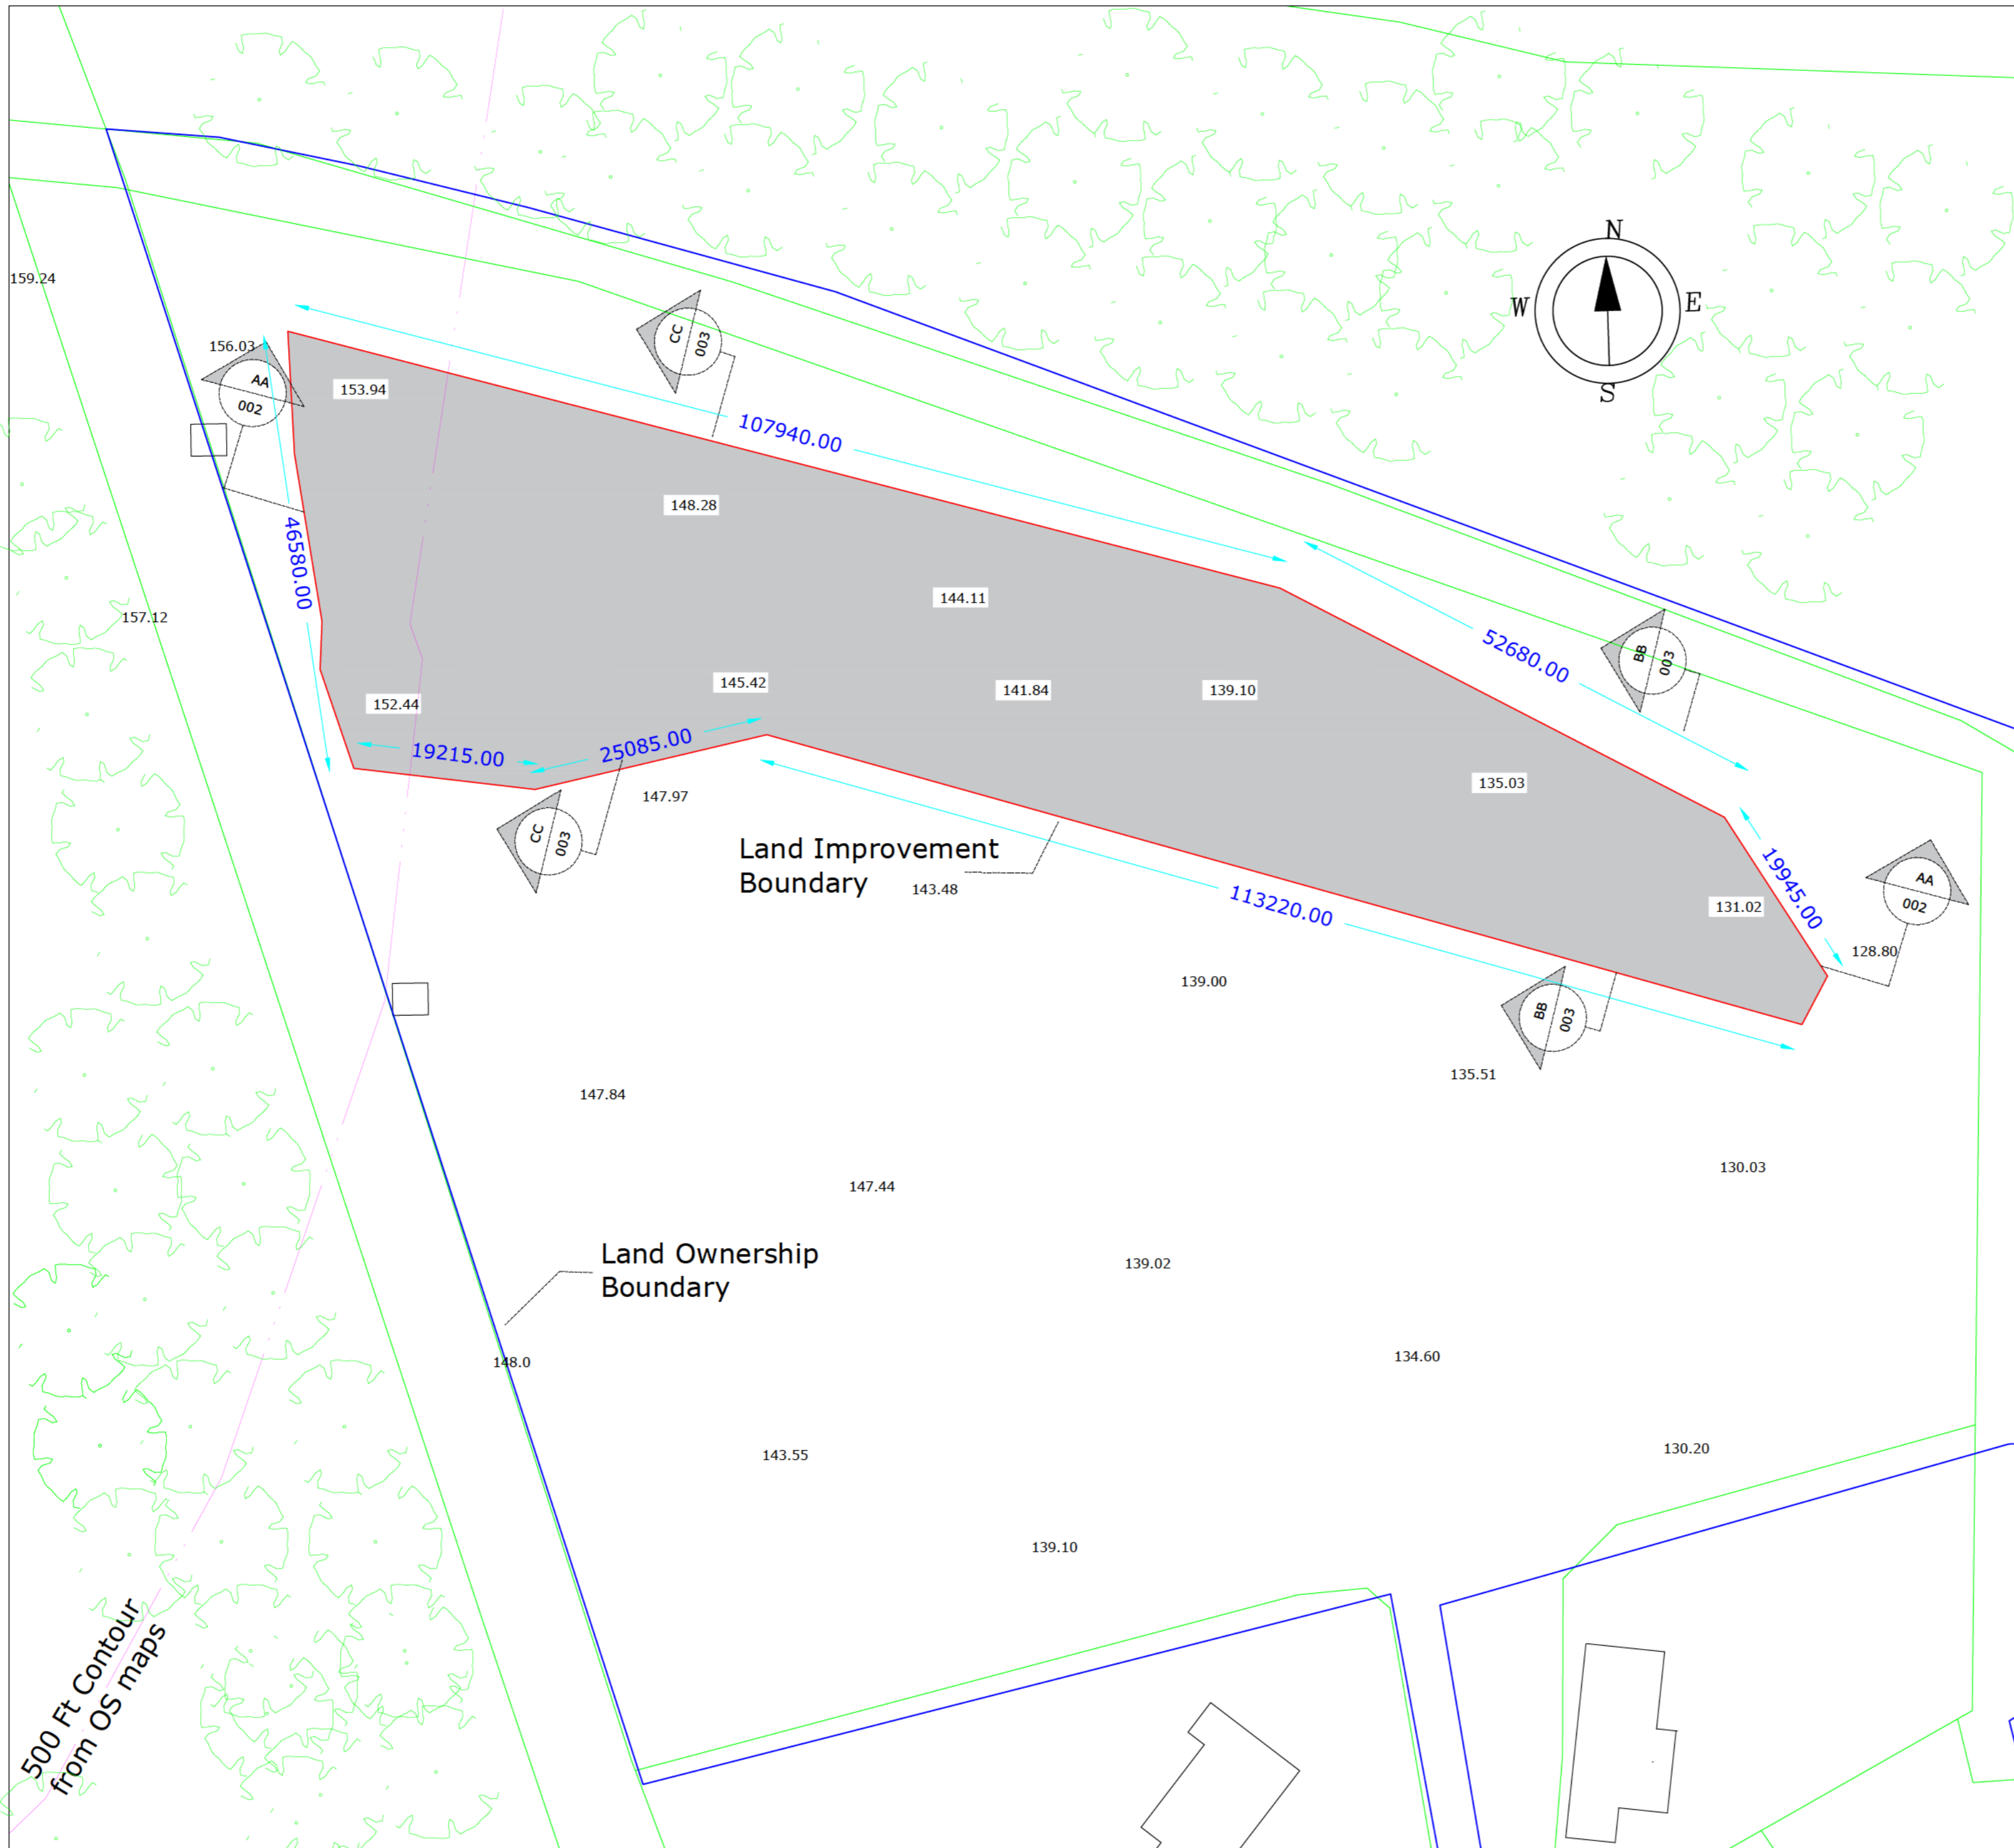 N
159.24
W
E
CC
003
156.03
AA
002
153.94
S
107940.00
148.28
46580.00
144.11
157.12
52680.00
BB
003
145.42
141.84
139.10
152.44
19215.00
25085.00
135.03
147.97
CC
003
Land Improvement
Boundary
143.48
19945.00
131.02
AA
002
113220.00
128.80
139.00
BB
003
135.51
147.84
130.03
147.44
Land Ownership
Boundary
139.02
148.0
134.60
143.55
130.20
139.10
500 Ft Contour
from OS maps